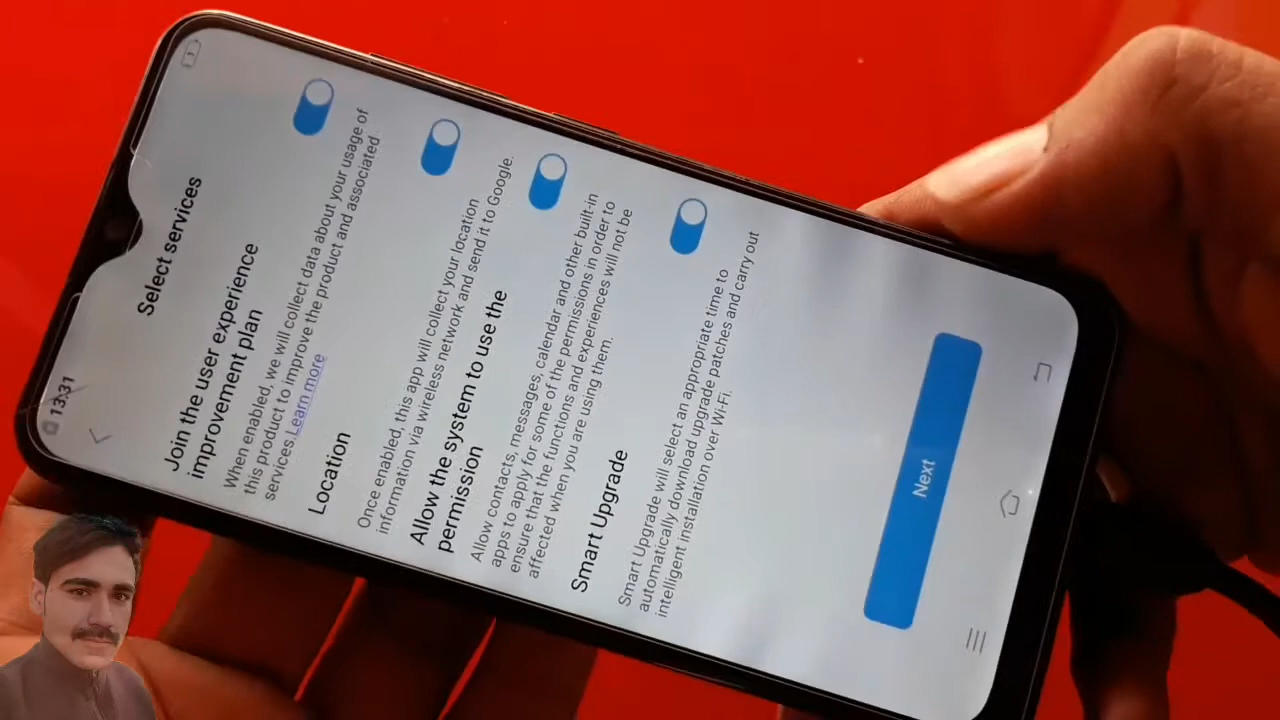 13:31
Select services
Join the user experience
improvement plan
When enabled, we will collect data about your usage of
this product to improve the product and associated
services.Learn more
Location
Once enabled, this app will collect your location
information via wireless network and send it to Google.
Allow the system to use the
permission
Allow contacts, messages, calendar and other built-in
apps to apply for some of the permissions in order to
ensure that the functions and experiences will not be
affected when you are using them.
Smart Upgrade
Smart Upgrade will select an appropriate time to
automatically download upgrade patches and carry out
intelligent installation over Wi-Fi.
Next